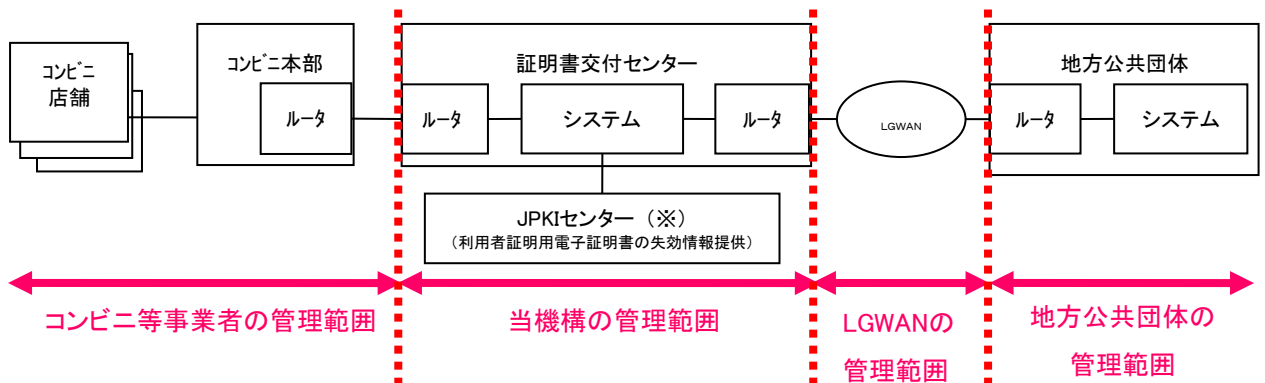 コンビニ
店舗
コンビニ本部
ルータ
証明書交付センター
ルータ
システム
ルータ
LGWAN
地方公共団体
ルータ
システム
JPKIセンター（※）
（利用者証明用電子証明書の失効情報提供）
コンビニ等事業者の管理範囲
当機構の管理範囲
LGWANの
管理範囲
地方公共団体の
管理範囲